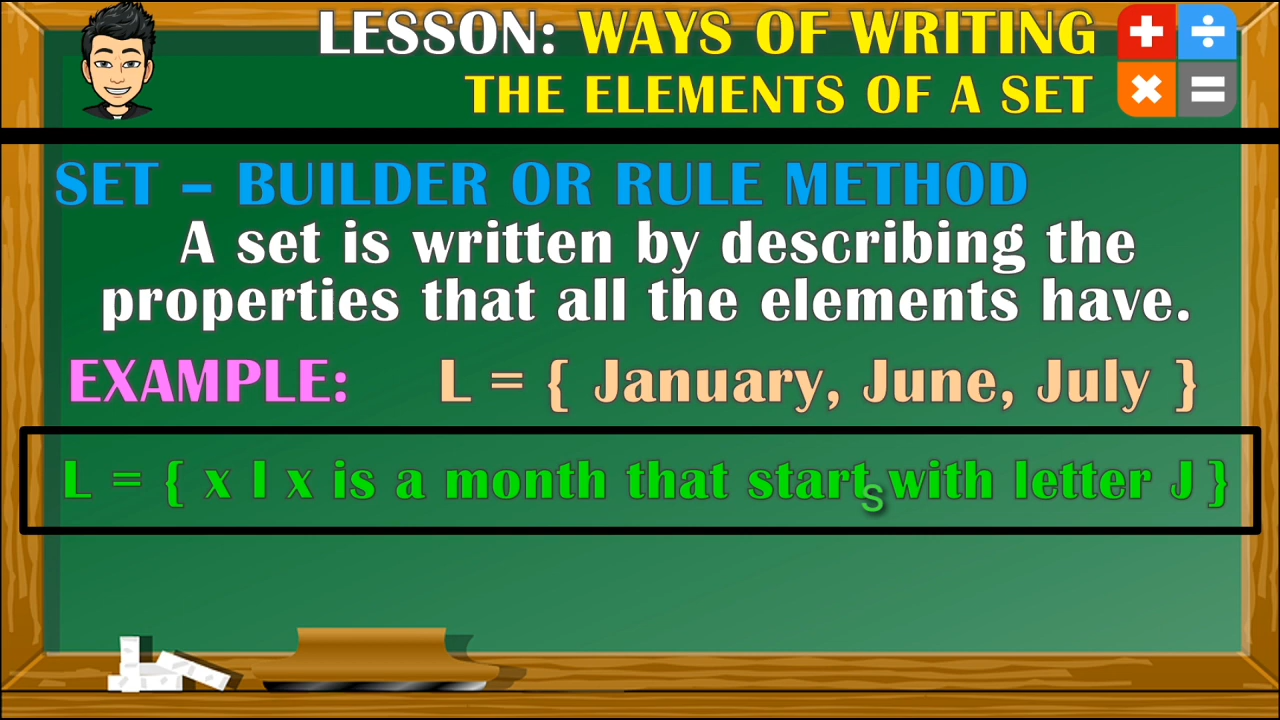 LESSON: WAYS OF WRITING
THE ELEMENTS OF A SET
SET – BUILDER OR RULE METHOD
A set is written by describing the
properties that all the elements have.
EXAMPLE: L = { January, June, July }
L = { x l x is a month that starts with letter J }